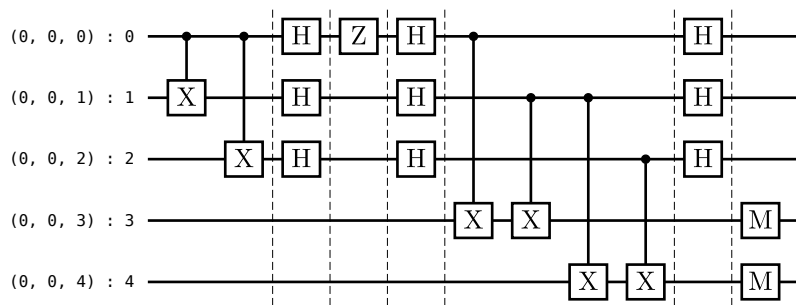 (0, 0, 0) : 0 H Z H H
(0, 0, 1) : 1 X H H H
(0, 0, 2) : 2 X H H H
(0, 0, 3) : 3 X X M
(0, 0, 4) : 4 X X M